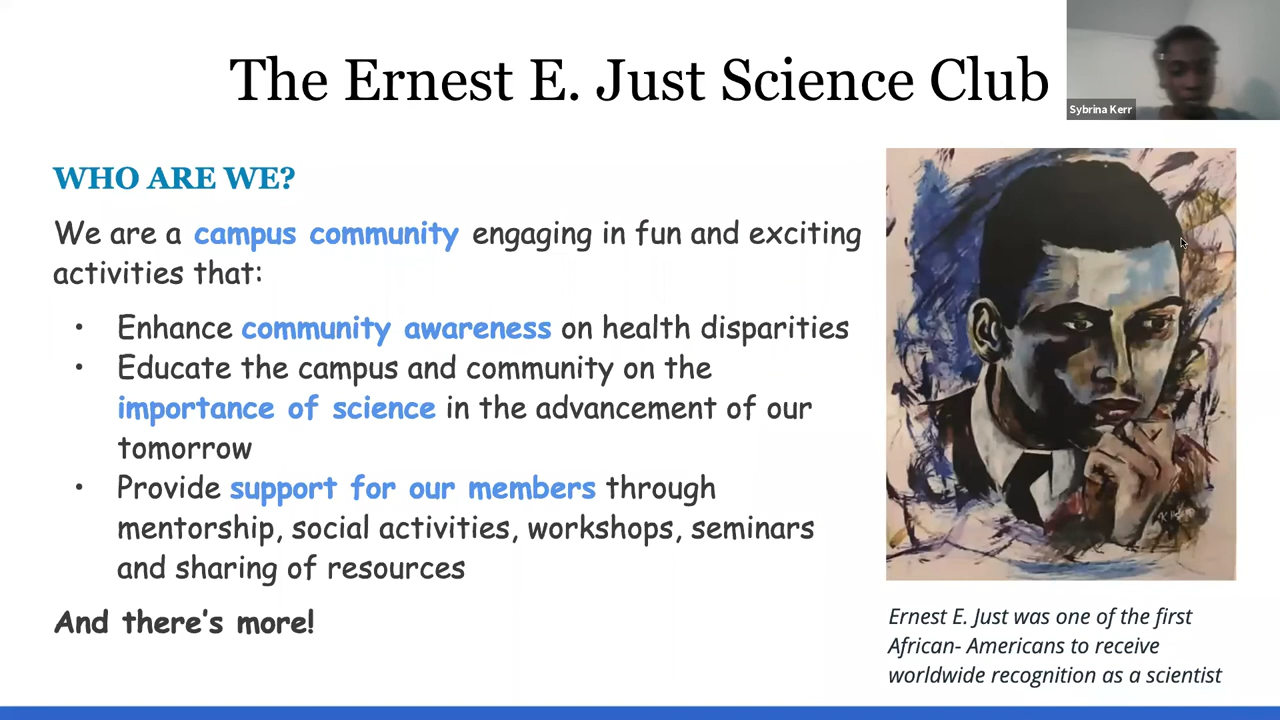 The Ernest E. Just Science Club
Sybrina Kerr
WHO ARE WE?
We are a campus community engaging in fun and exciting
activities that:
• Enhance community awareness on health disparities
• Educate the campus and community on the
importance of science in the advancement of our
tomorrow
• Provide support for our members through
mentorship, social activities, workshops, seminars
and sharing of resources
And there's more!
Ernest E. Just was one of the first
African- Americans to receive
worldwide recognition as a scientist